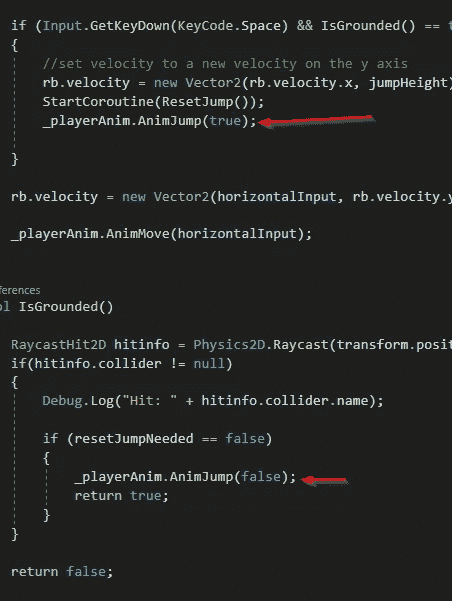 if (Input.GetKeyDown(KeyCode.Space) && IsGrounded() == t
{
//set velocity to a new velocity on the y axis
rb.velocity = new Vector2(rb.velocity.x, jumpHeight)
StartCoroutine(ResetJump());
_playerAnim.AnimJump(true);
}
rb.velocity = new Vector2(horizontalInput, rb.velocity.y
_playerAnim.AnimMove(horizontalInput);
ferences
ol IsGrounded()
RaycastHit2D hitinfo = Physics2D.Raycast(transform.posit
if(hitinfo.collider != null)
{
Debug.Log("Hit: " + hitinfo.collider.name);
if (resetJumpNeeded == false)
{
_playerAnim.AnimJump(false);
return true;
}
}
return false;